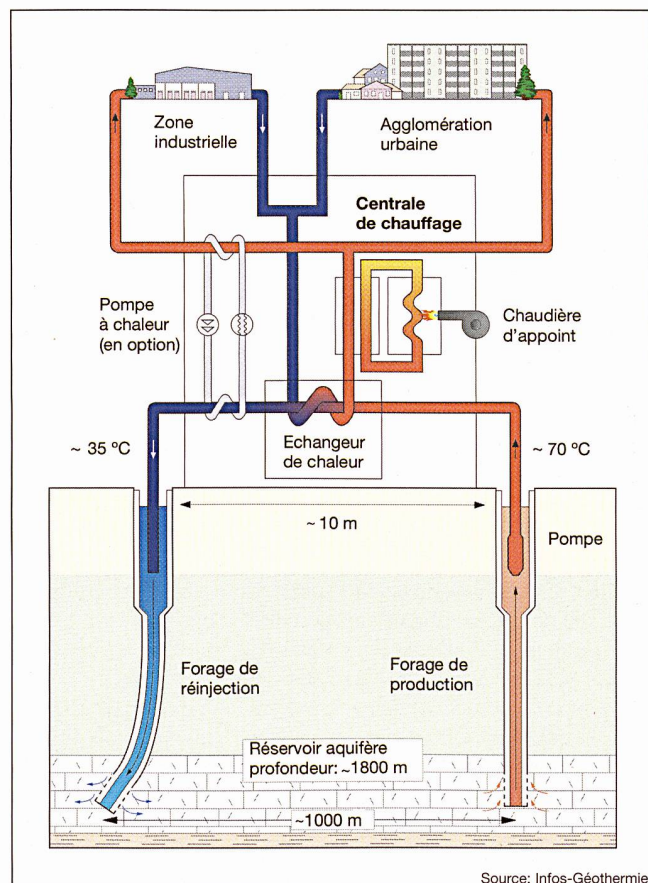 Zone
industrielle
Agglomération
urbaine
Centrale
de chauffage
Pompe
à chaleur
(en option)
Chaudière
d'appoint
Echangeur
de chaleur
~ 35 ºC
~ 70 ºC
~ 10 m
Pompe
Forage de
réinjection
Forage de
production
Réservoir aquifère
profondeur: ~1800 m
~1000 m
Source: Infos-Géothermie